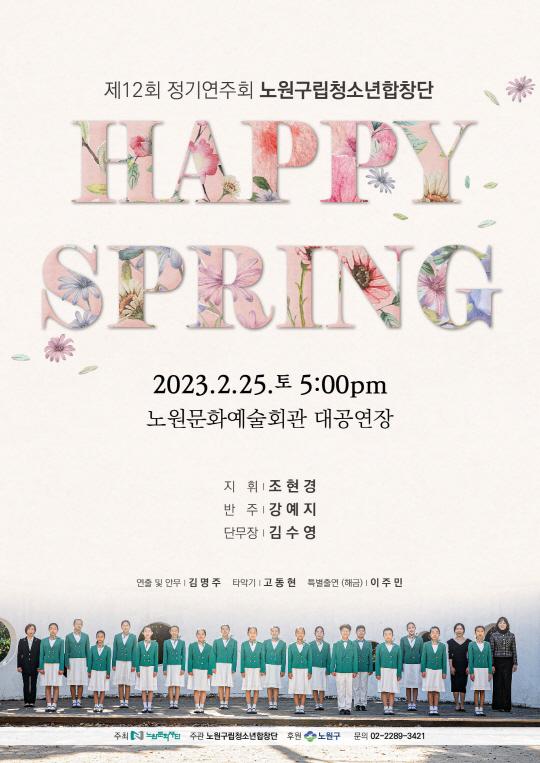 제12회 정기연주회 노원구립청소년합창단
HAPPY
SPRING
2023.2.25.토 5:00pm
노원문화예술회관 대공연장
지 휘 | 조현경
반 주 | 강예지
단무장 | 김수영
연출 및 안무 | 김명주 타악기 | 고동현 특별출연 (해금) | 이주민
주최 노원문화재단 주관 노원구립청소년합창단 후원 노원구 문의 02-2289-3421